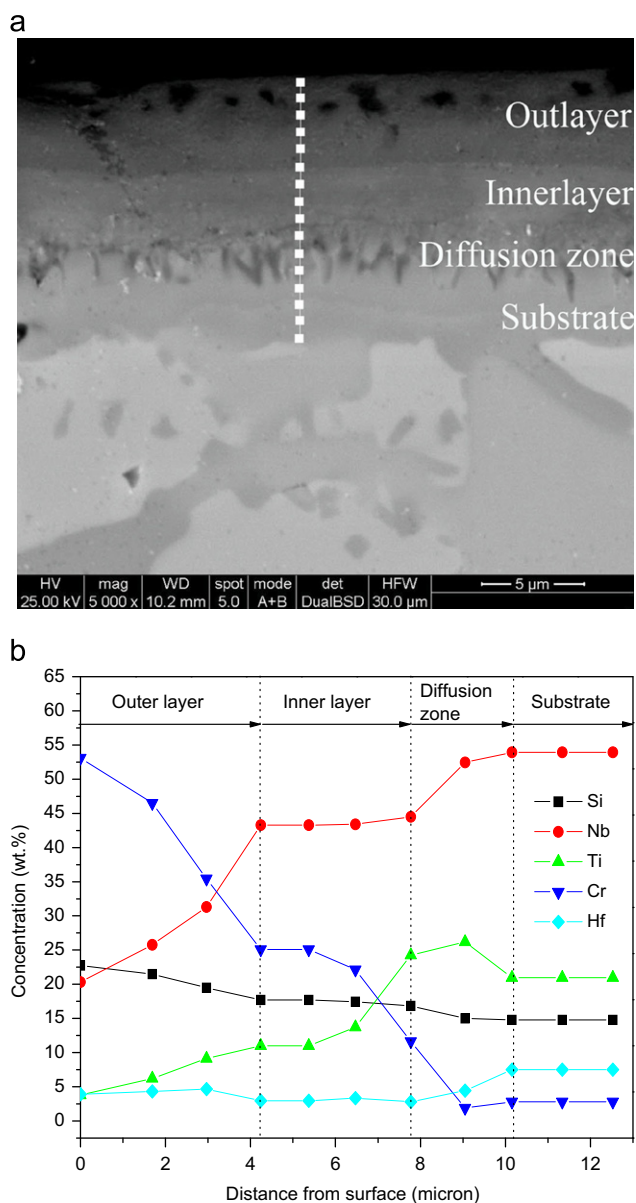 a
Outlayer
Innerlayer
Diffusion zone
Substrate
HV mag WD spot mode det HFW 5 µm
25.00 kV 5 000 x 10.2 mm 5.0 A+B DualBSD 30.0 µm
b
65
60
55
50
45
40
35
30
25
20
15
10
5
0
Concentration (wt.%)
Outer layer Inner layer Diffusion zone Substrate
Si
Nb
Ti
Cr
Hf
0 2 4 6 8 10 12
Distance from surface (micron)